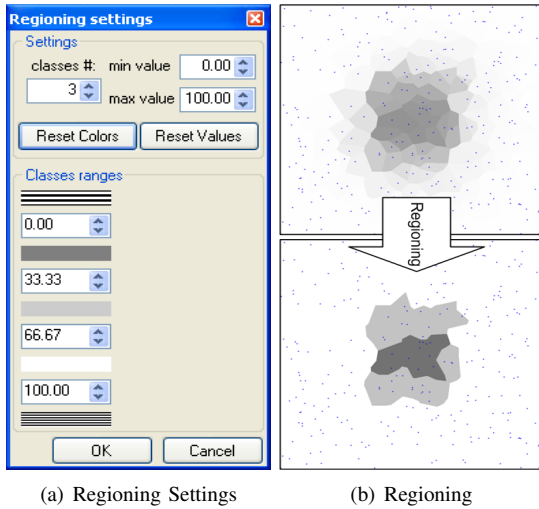 Regioning settings
Settings
classes #: min value 0.00
3 max value 100.00
Reset Colors Reset Values
Classes ranges
0.00
33.33
66.67
100.00
OK Cancel
Regioning
(a) Regioning Settings (b) Regioning